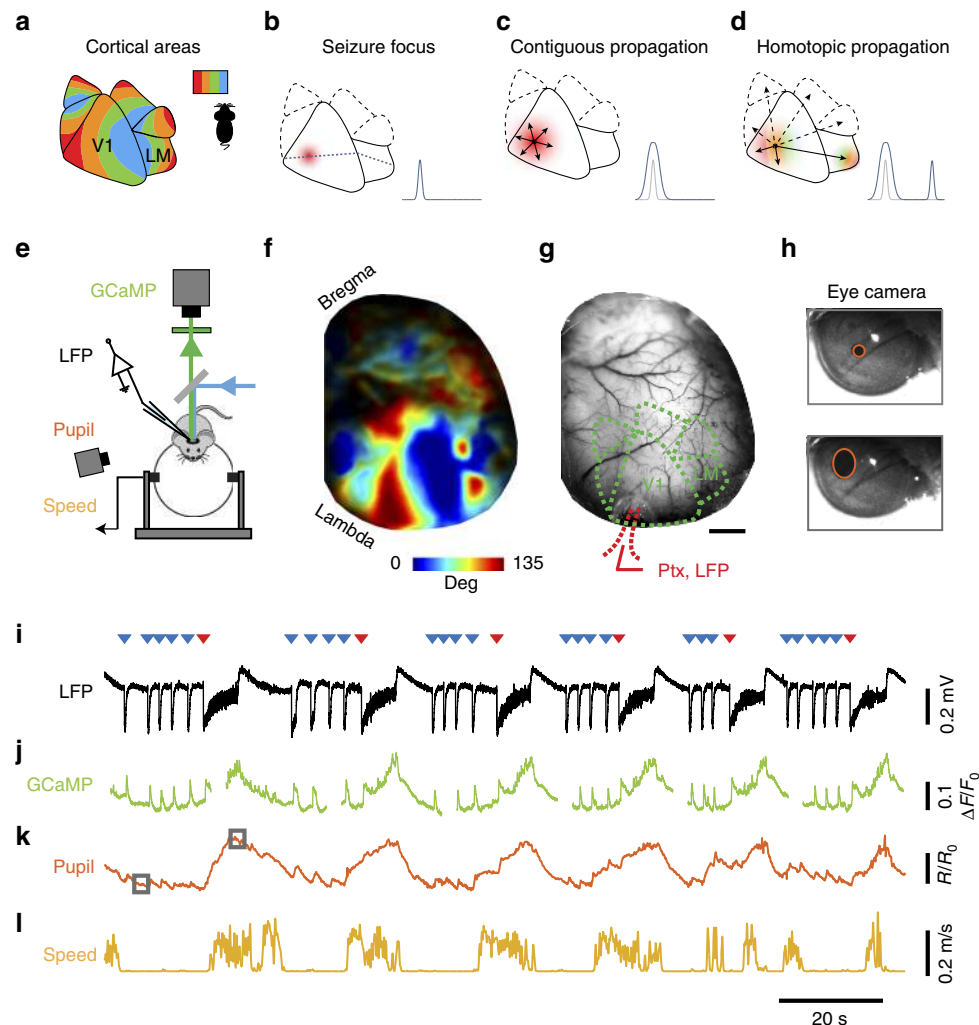 a
Cortical areas
V1
LM
b
Seizure focus
c
Contiguous propagation
d
Homotopic propagation
e
GCaMP
LFP
Pupil
Speed
f
Bregma
Lambda
0
135
Deg
g
V1
LM
Ptx, LFP
h
Eye camera
i
LFP
0.2 mV
j
GCaMP
0.1
ΔF/F₀
k
Pupil
R/R₀
l
Speed
0.2 m/s
20 s